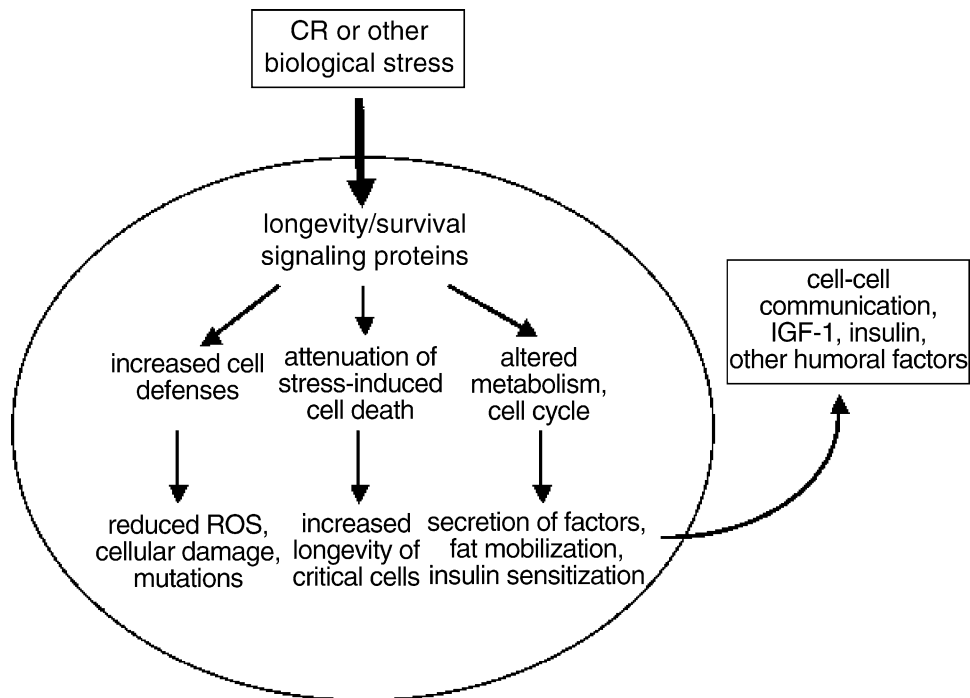 CR or other
biological stress
longevity/survival
signaling proteins
increased cell
defenses
attenuation of
stress-induced
cell death
altered
metabolism,
cell cycle
reduced ROS,
cellular damage,
mutations
increased
longevity of
critical cells
secretion of factors,
fat mobilization,
insulin sensitization
cell-cell
communication,
IGF-1, insulin,
other humoral factors